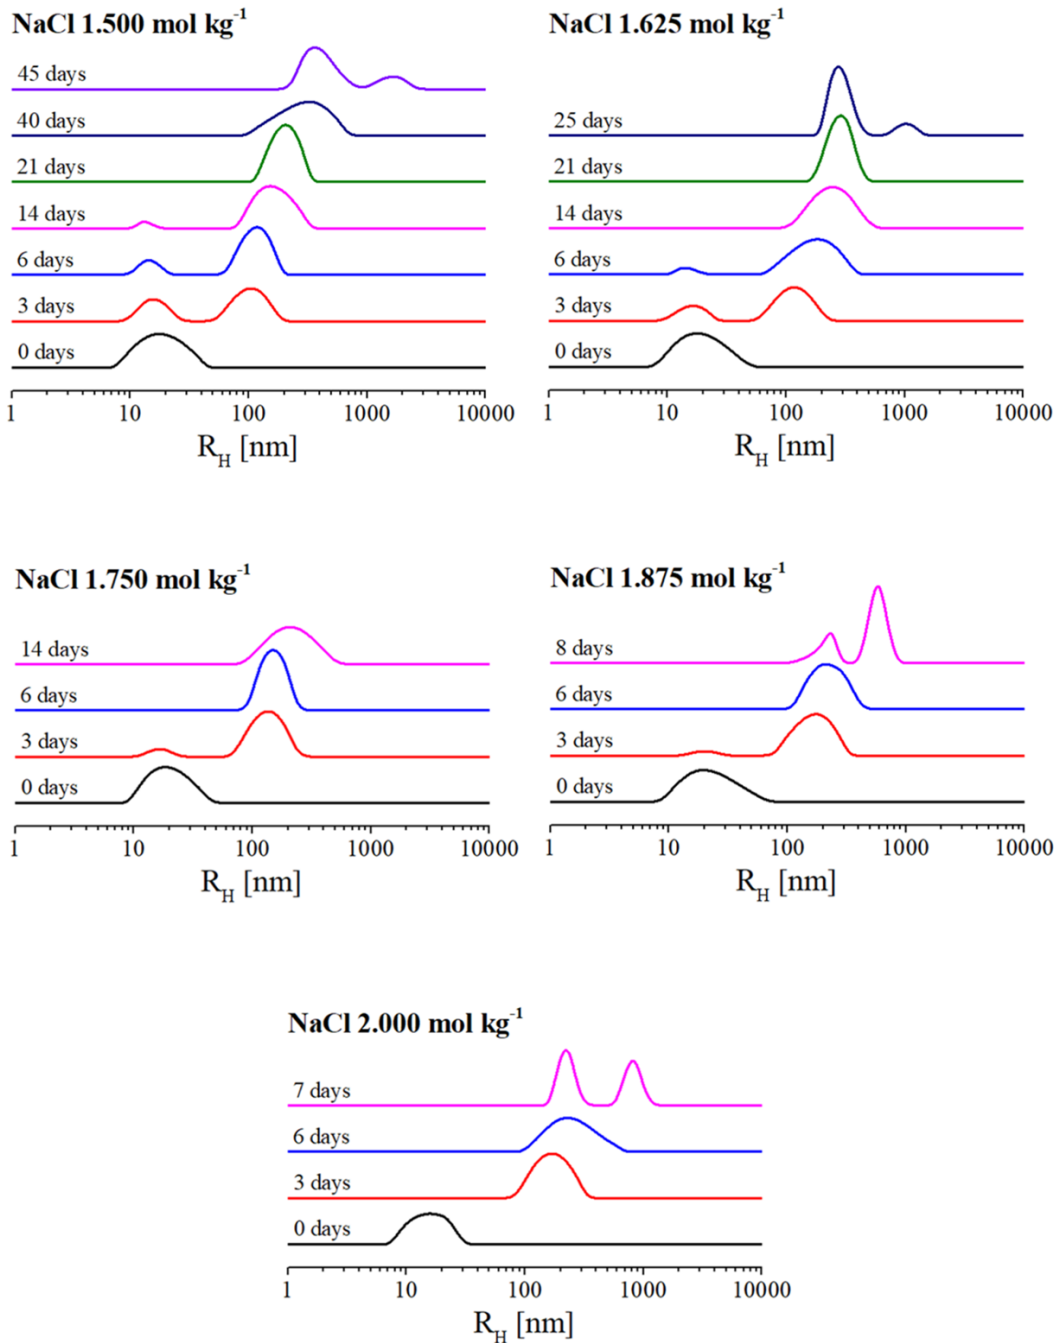 NaCl 1.500 mol kg⁻¹
45 days
40 days
21 days
14 days
6 days
3 days
0 days
1 10 100 1000 10000
R_H [nm]
NaCl 1.625 mol kg⁻¹
25 days
21 days
14 days
6 days
3 days
0 days
1 10 100 1000 10000
R_H [nm]
NaCl 1.750 mol kg⁻¹
14 days
6 days
3 days
0 days
1 10 100 1000 10000
R_H [nm]
NaCl 1.875 mol kg⁻¹
8 days
6 days
3 days
0 days
1 10 100 1000 10000
R_H [nm]
NaCl 2.000 mol kg⁻¹
7 days
6 days
3 days
0 days
1 10 100 1000 10000
R_H [nm]